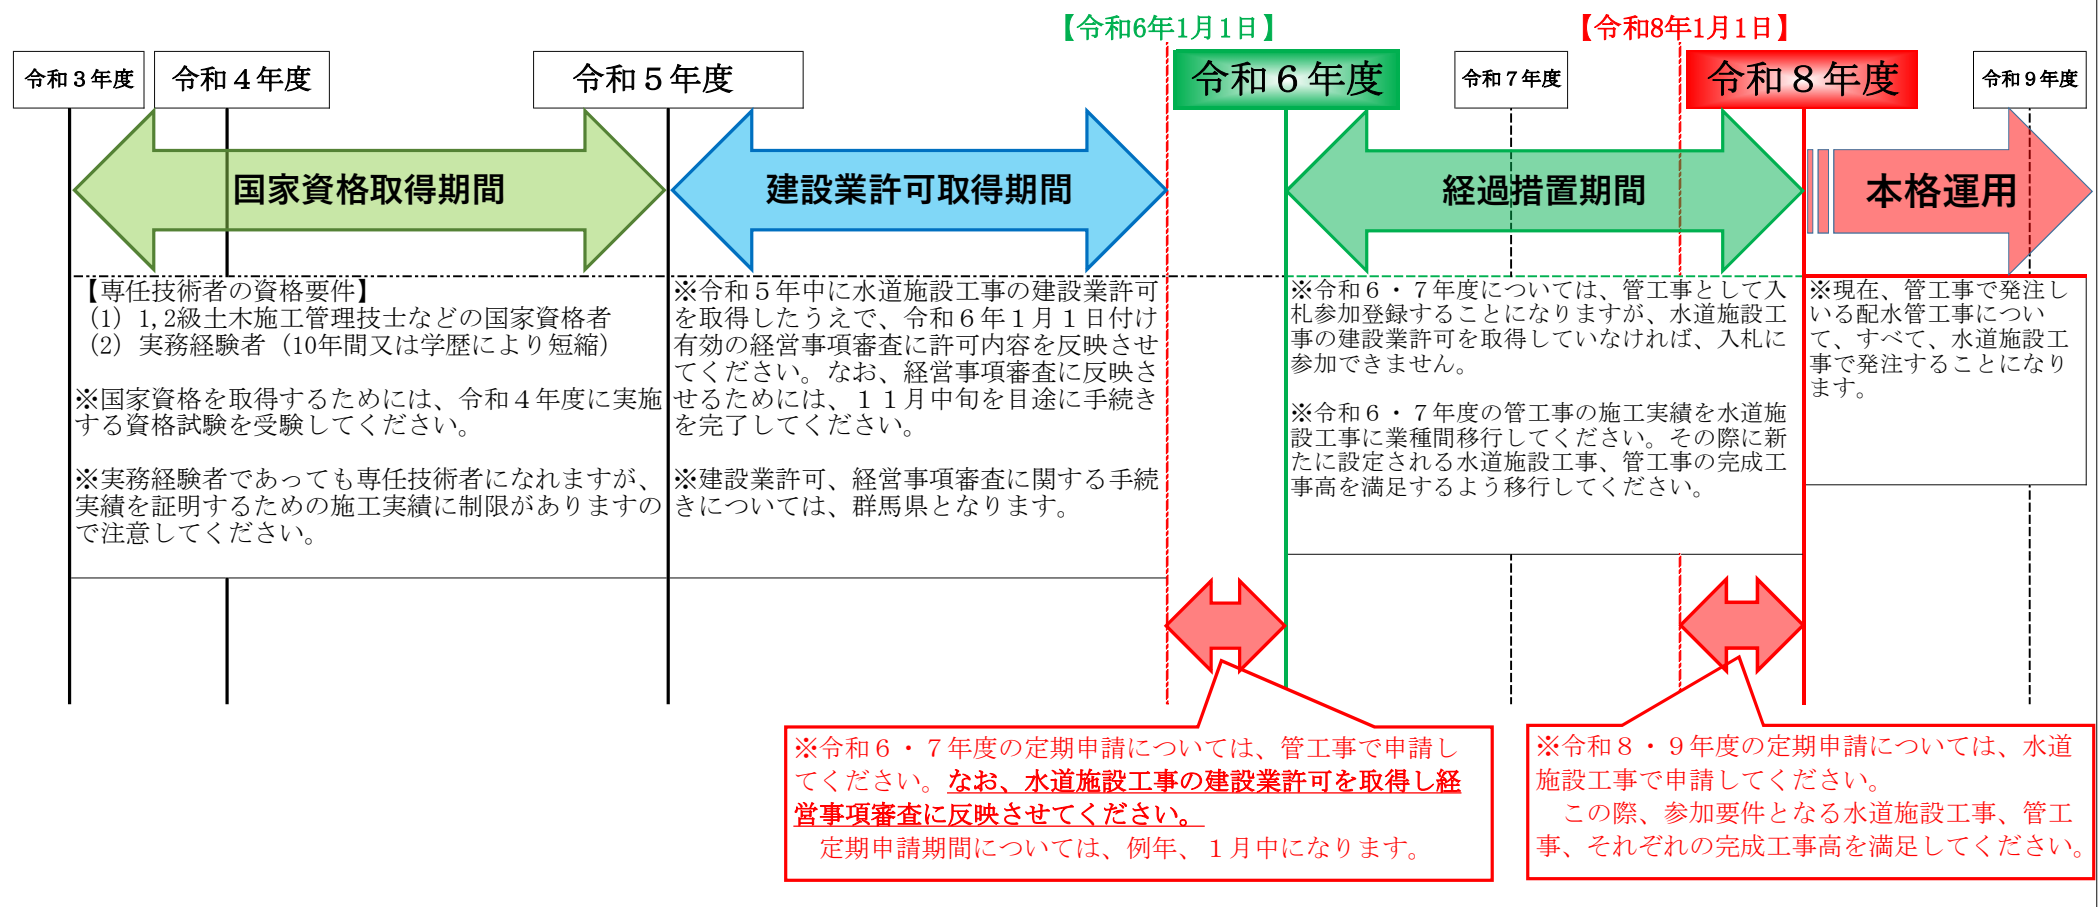 【令和6年1月1日】
【令和8年1月1日】
令和３年度
令和４年度
令和５年度
令和６年度
令和７年度
令和８年度
令和９年度
国家資格取得期間
建設業許可取得期間
経過措置期間
本格運用
【専任技術者の資格要件】
（1）1,2級土木施工管理技士などの国家資格者
（2）実務経験者（10年間又は学歴により短縮）
※国家資格を取得するためには、令和４年度に実施
する資格試験を受験してください。
※実務経験者であっても専任技術者になれますが、
実績を証明するための施工実績に制限がありますの
で注意してください。
※令和５年中に水道施設工事の建設業許可
を取得したうえで、令和６年１月１日付け
有効の経営事項審査に許可内容を反映させ
てください。なお、経営事項審査に反映さ
せるためには、１１月中旬を目途に手続き
を完了してください。
※建設業許可、経営事項審査に関する手続
きについては、群馬県となります。
※令和６・７年度については、管工事として入
札参加登録することになりますが、水道施設工
事の建設業許可を取得していなければ、入札に
参加できません。
※令和６・７年度の管工事の施工実績を水道施
設工事に業種間移行してください。その際に新
たに設定される水道施設工事、管工事の完成工
事高を満足するよう移行してください。
※現在、管工事で発注し
いる配水管工事につい
て、すべて、水道施設工
事で発注することになり
ます。
※令和６・７年度の定期申請については、管工事で申請し
てください。なお、水道施設工事の建設業許可を取得し経
営事項審査に反映させてください。
定期申請期間については、例年、１月中になります。
※令和８・９年度の定期申請については、水道
施設工事で申請してください。
この際、参加要件となる水道施設工事、管工
事、それぞれの完成工事高を満足してください。